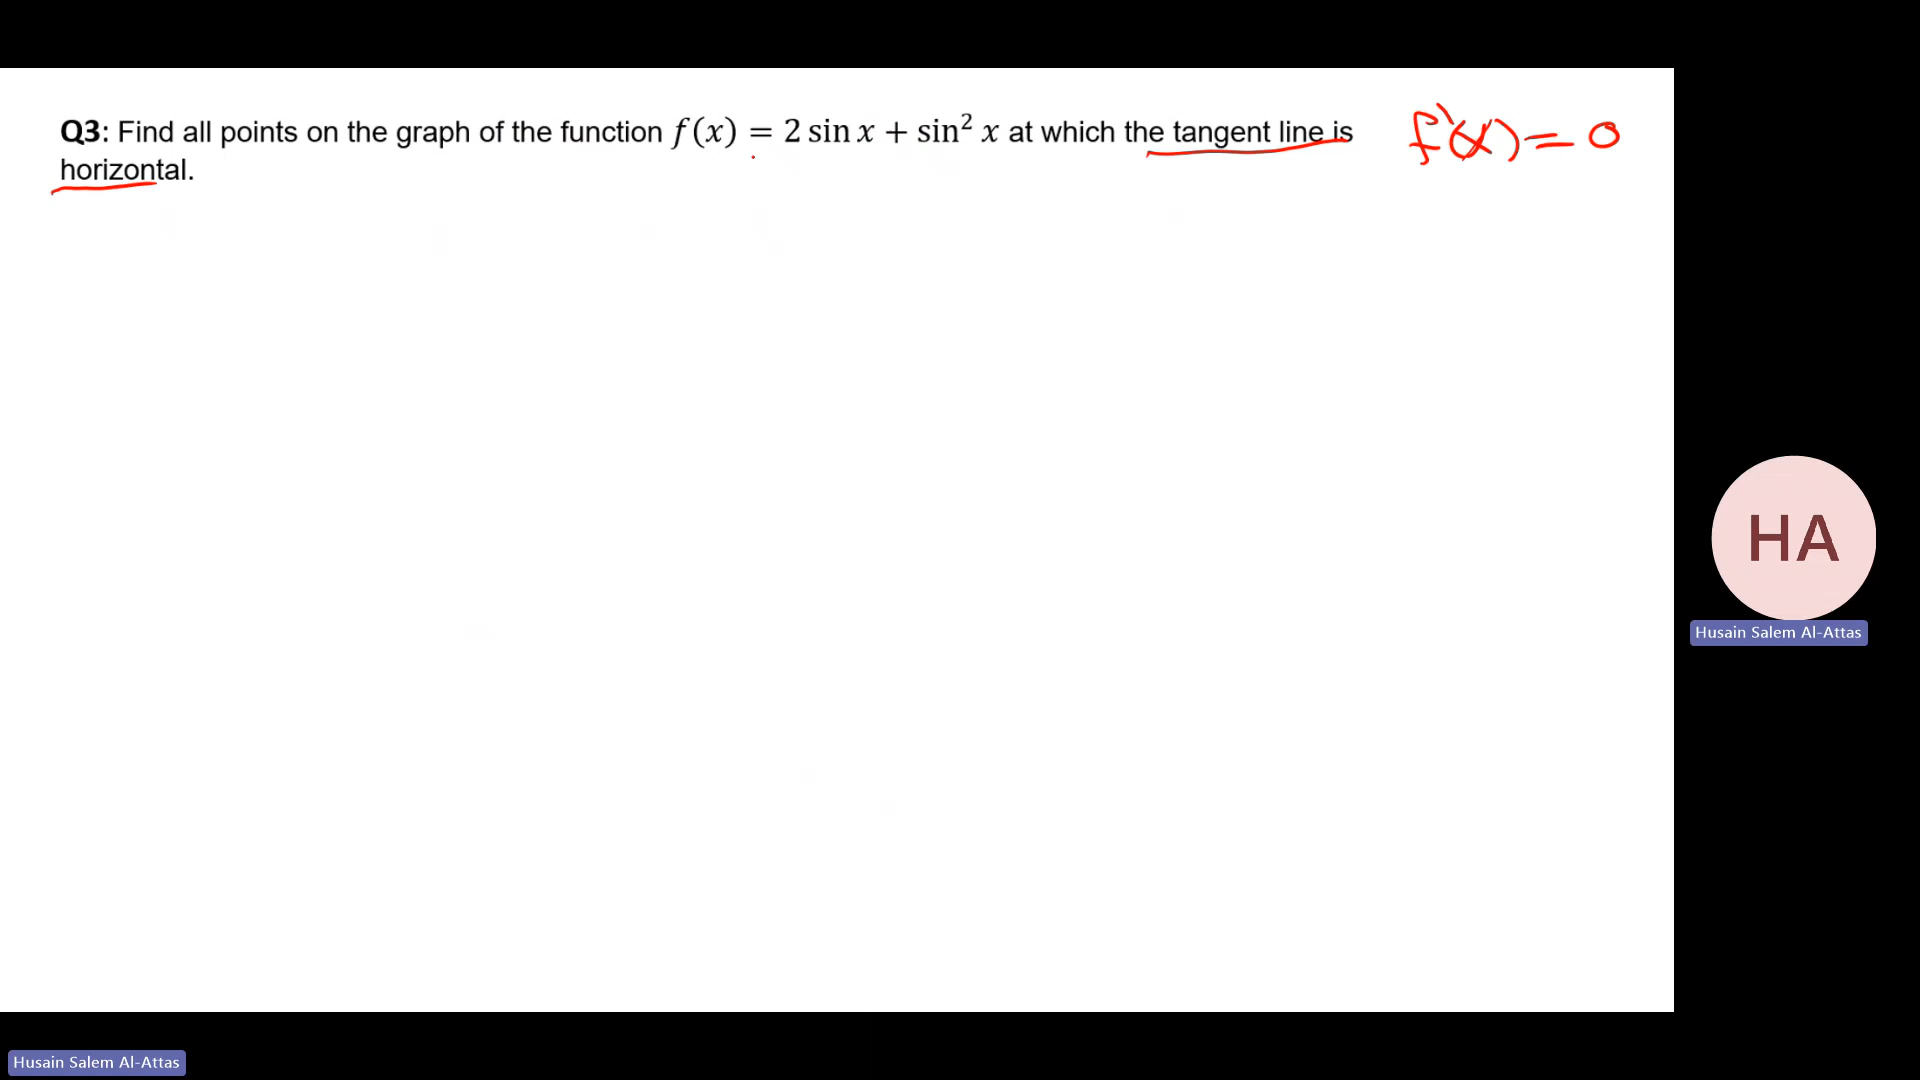 Q3: Find all points on the graph of the function f(x) = 2 sin x + sin² x at which the tangent line is
horizontal.
f'(x) = 0
HA
Husain Salem Al-Attas
Husain Salem Al-Attas